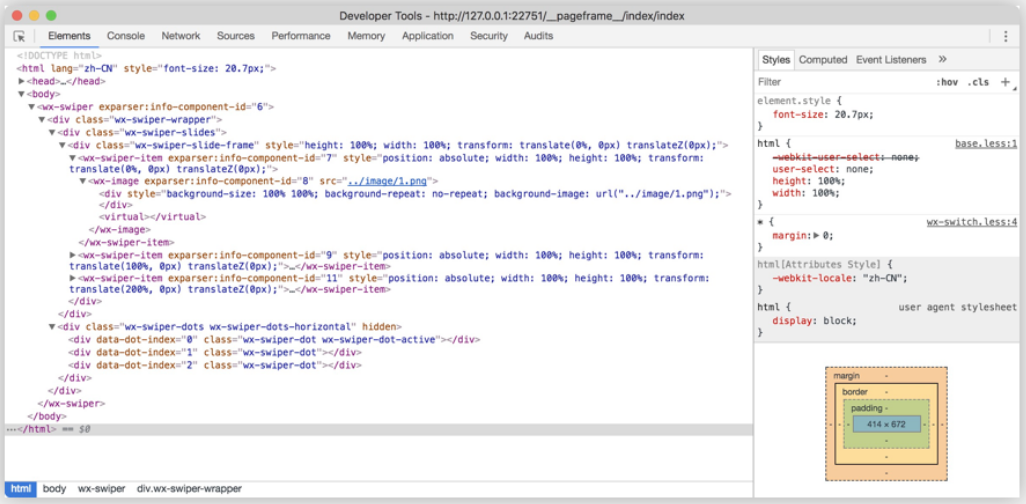 Developer Tools - http://127.0.0.1:22751/__pageframe__/index/index
Elements Console Network Sources Performance Memory Application Security Audits
<!DOCTYPE html>
<html lang="zh-CN" style="font-size: 20.7px;">
▶<head>…</head>
▼<body>
▼<wx-swiper exparser:info-component-id="6">
▼<div class="wx-swiper-wrapper">
▼<div class="wx-swiper-slides">
▼<div class="wx-swiper-slide-frame" style="height: 100%; width: 100%; transform: translate(0%, 0px) translateZ(0px);">
▼<wx-swiper-item exparser:info-component-id="7" style="position: absolute; width: 100%; height: 100%; transform:
translate(0%, 0px) translateZ(0px);">
▼<wx-image exparser:info-component-id="8" src="../image/1.png">
<div style="background-size: 100% 100%; background-repeat: no-repeat; background-image: url("../image/1.png");">
</div>
<virtual></virtual>
</wx-image>
</wx-swiper-item>
▶<wx-swiper-item exparser:info-component-id="9" style="position: absolute; width: 100%; height: 100%; transform:
translate(100%, 0px) translateZ(0px);">…</wx-swiper-item>
▶<wx-swiper-item exparser:info-component-id="11" style="position: absolute; width: 100%; height: 100%; transform:
translate(200%, 0px) translateZ(0px);">…</wx-swiper-item>
</div>
</div>
▼<div class="wx-swiper-dots wx-swiper-dots-horizontal" hidden>
<div data-dot-index="0" class="wx-swiper-dot wx-swiper-dot-active"></div>
<div data-dot-index="1" class="wx-swiper-dot"></div>
<div data-dot-index="2" class="wx-swiper-dot"></div>
</div>
</div>
</wx-swiper>
</body>
…</html> == $0
html body wx-swiper div.wx-swiper-wrapper
Styles Computed Event Listeners »
Filter :hov .cls +
element.style {
font-size: 20.7px;
}
html { base.less:1
-webkit-user-select: none;
user-select: none;
height: 100%;
width: 100%;
}
* { wx-switch.less:4
margin:▶ 0;
}
html[Attributes Style] {
-webkit-locale: "zh-CN";
}
html { user agent stylesheet
display: block;
}
margin -
border -
padding -
- - - 414 × 672 - - -
-
-
-